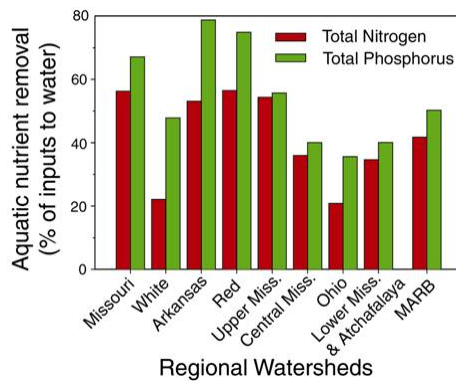 Aquatic nutrient removal
(% of inputs to water)
80
60
40
20
0
Total Nitrogen
Total Phosphorus
Missouri
White
Arkansas
Red
Upper Miss.
Central Miss.
Ohio
Lower Miss.
& Atchafalaya
MARB
Regional Watersheds